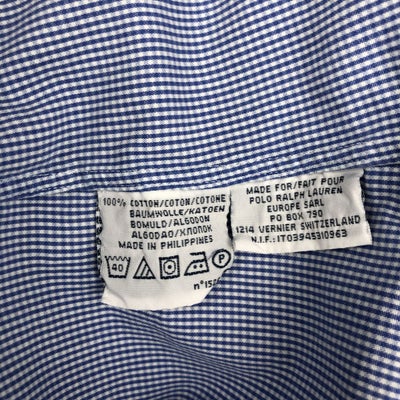 100% COTTON/COTON/COTONE
BAUMWOLLE/KATOEN
BOMULD/ALGODON
ALGODAO/ХЛОПОК
MADE IN PHILIPPINES
40
P
MADE FOR/FAIT POUR
POLO RALPH LAUREN
EUROPE SARL
PO BOX 790
1214 VERNIER SWITZERLAND
N.I.F.: IT03945310963